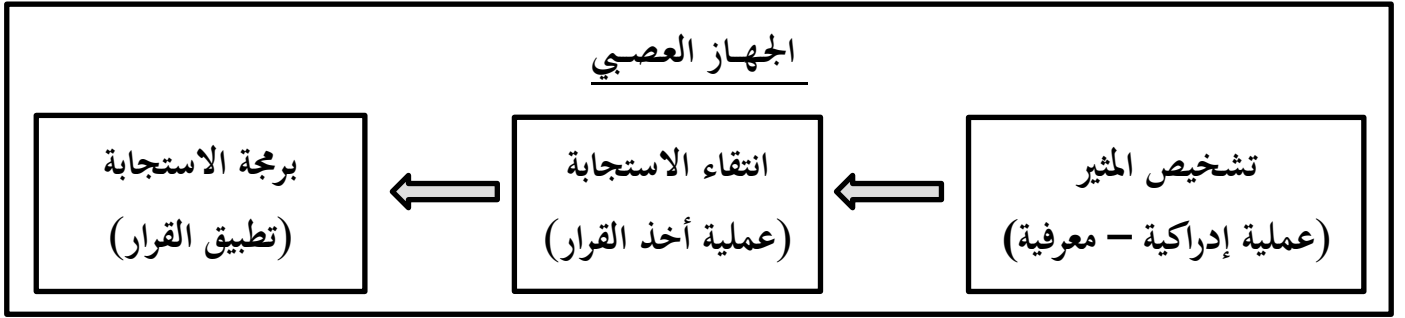 الجهاز العصبي
تشخيص المثير
(عملية إدراكية – معرفية)
انتقاء الاستجابة
(عملية أخذ القرار)
برمجة الاستجابة
(تطبيق القرار)